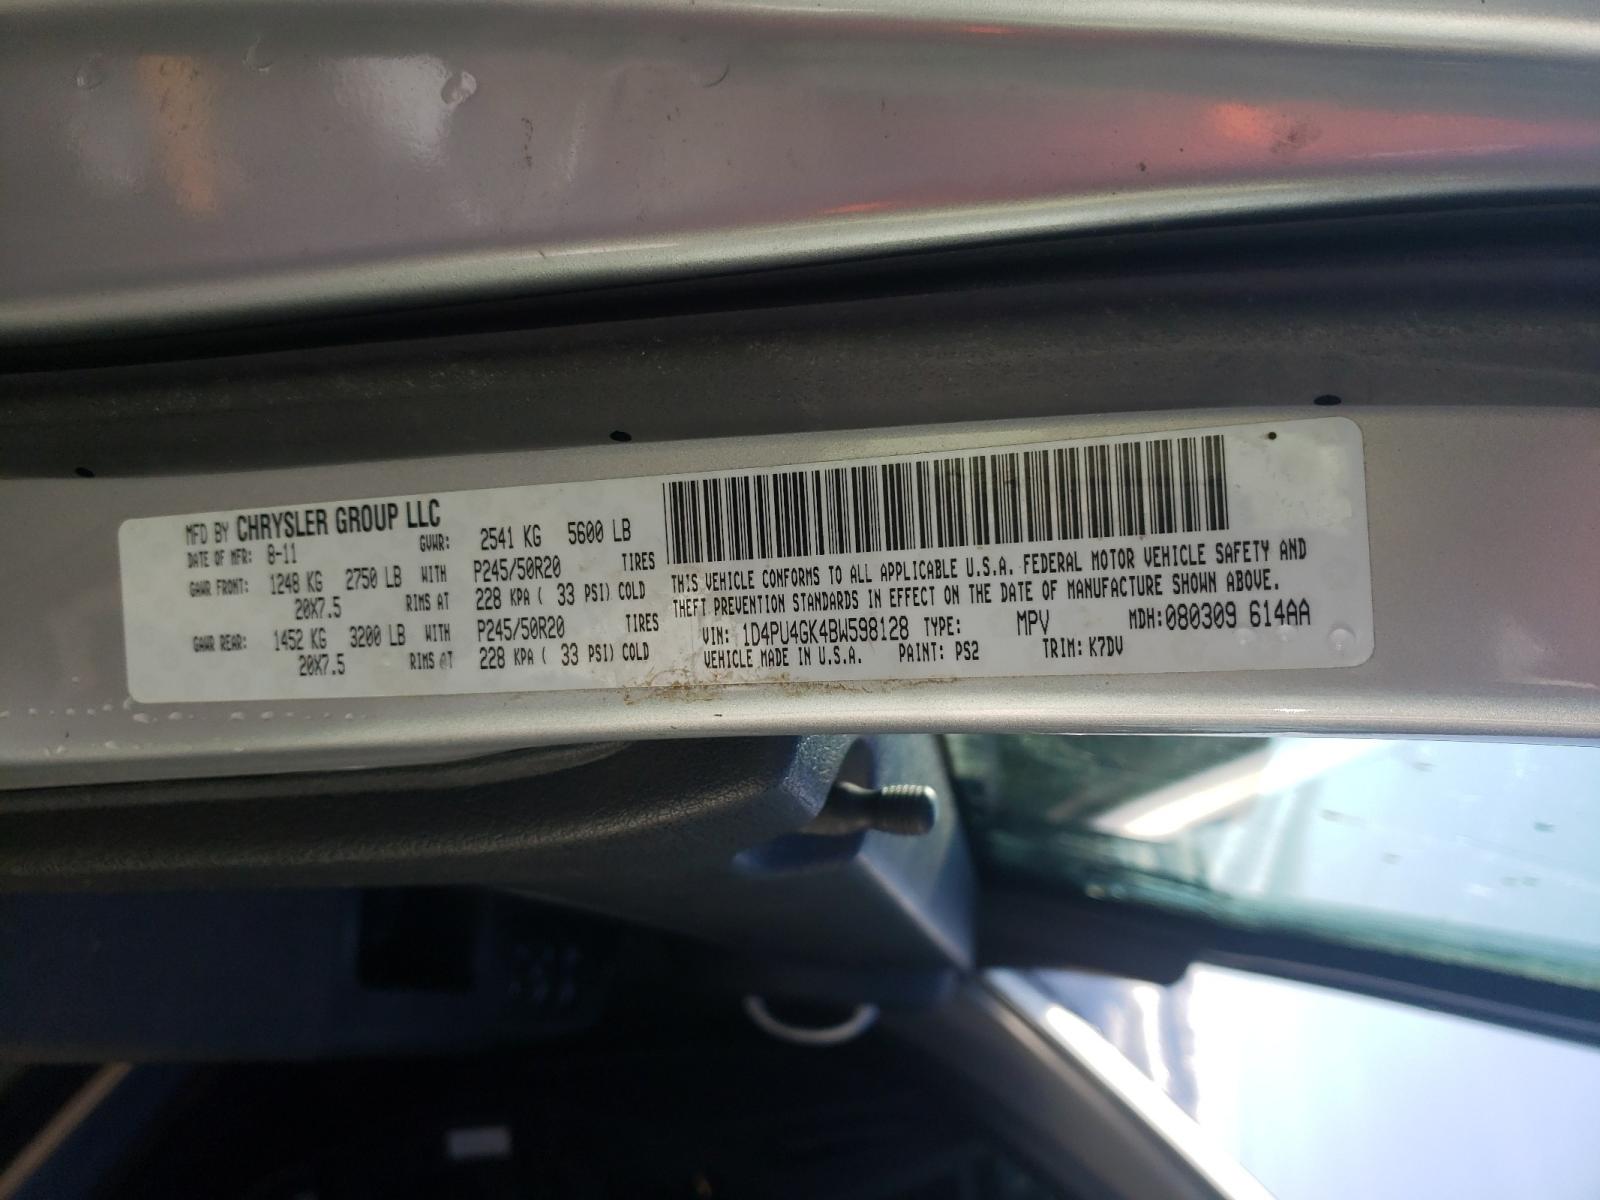 MFD BY CHRYSLER GROUP LLC
DATE OF MFR: 8-11 GVWR: 2541 KG 5600 LB
GAWR FRONT: 1248 KG 2750 LB WITH P245/50R20 TIRES
20X7.5 RIMS AT 228 KPA ( 33 PSI) COLD
GAWR REAR: 1452 KG 3200 LB WITH P245/50R20 TIRES
20X7.5 RIMS AT 228 KPA ( 33 PSI) COLD
THIS VEHICLE CONFORMS TO ALL APPLICABLE U.S.A. FEDERAL MOTOR VEHICLE SAFETY AND
THEFT PREVENTION STANDARDS IN EFFECT ON THE DATE OF MANUFACTURE SHOWN ABOVE.
VIN: 1D4PU4GK4BW598128 TYPE: MPV MDH:080309 614AA
VEHICLE MADE IN U.S.A. PAINT: PS2 TRIM: K7DV